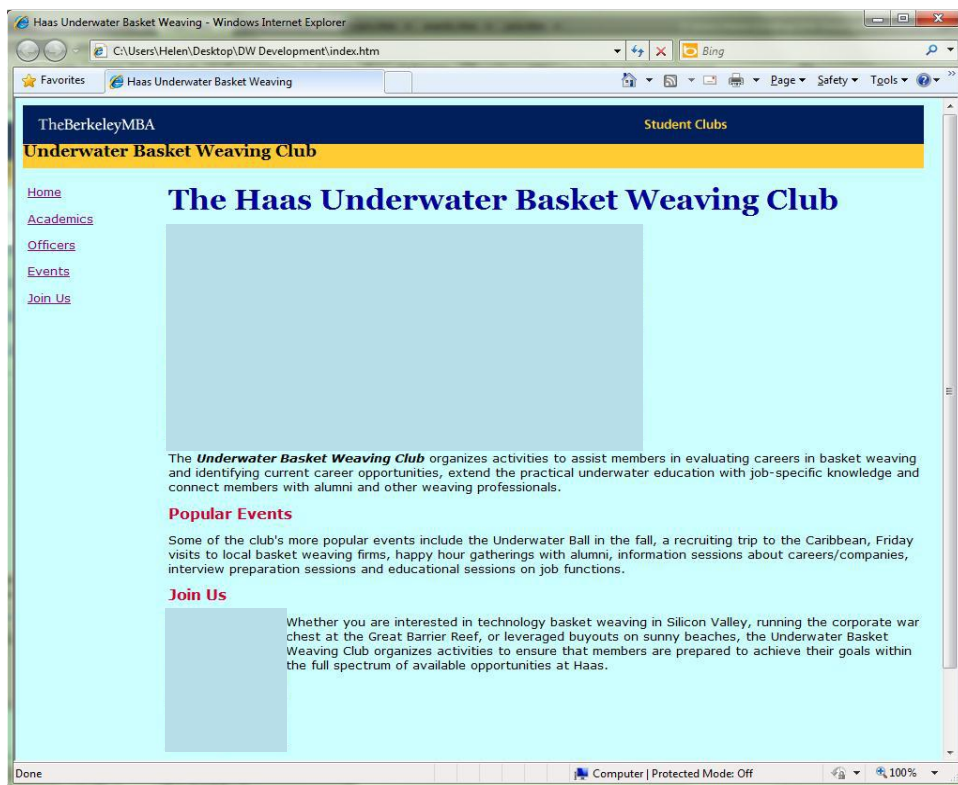 Haas Underwater Basket Weaving - Windows Internet Explorer
C:\Users\Helen\Desktop\DW Development\index.htm
Bing
Favorites
Haas Underwater Basket Weaving
Page
Safety
Tools
TheBerkeleyMBA
Student Clubs
Underwater Basket Weaving Club
Home
Academics
Officers
Events
Join Us
The Haas Underwater Basket Weaving Club
The Underwater Basket Weaving Club organizes activities to assist members in evaluating careers in basket weaving
and identifying current career opportunities, extend the practical underwater education with job-specific knowledge and
connect members with alumni and other weaving professionals.
Popular Events
Some of the club's more popular events include the Underwater Ball in the fall, a recruiting trip to the Caribbean, Friday
visits to local basket weaving firms, happy hour gatherings with alumni, information sessions about careers/companies,
interview preparation sessions and educational sessions on job functions.
Join Us
Whether you are interested in technology basket weaving in Silicon Valley, running the corporate war
chest at the Great Barrier Reef, or leveraged buyouts on sunny beaches, the Underwater Basket
Weaving Club organizes activities to ensure that members are prepared to achieve their goals within
the full spectrum of available opportunities at Haas.
Done
Computer | Protected Mode: Off
100%